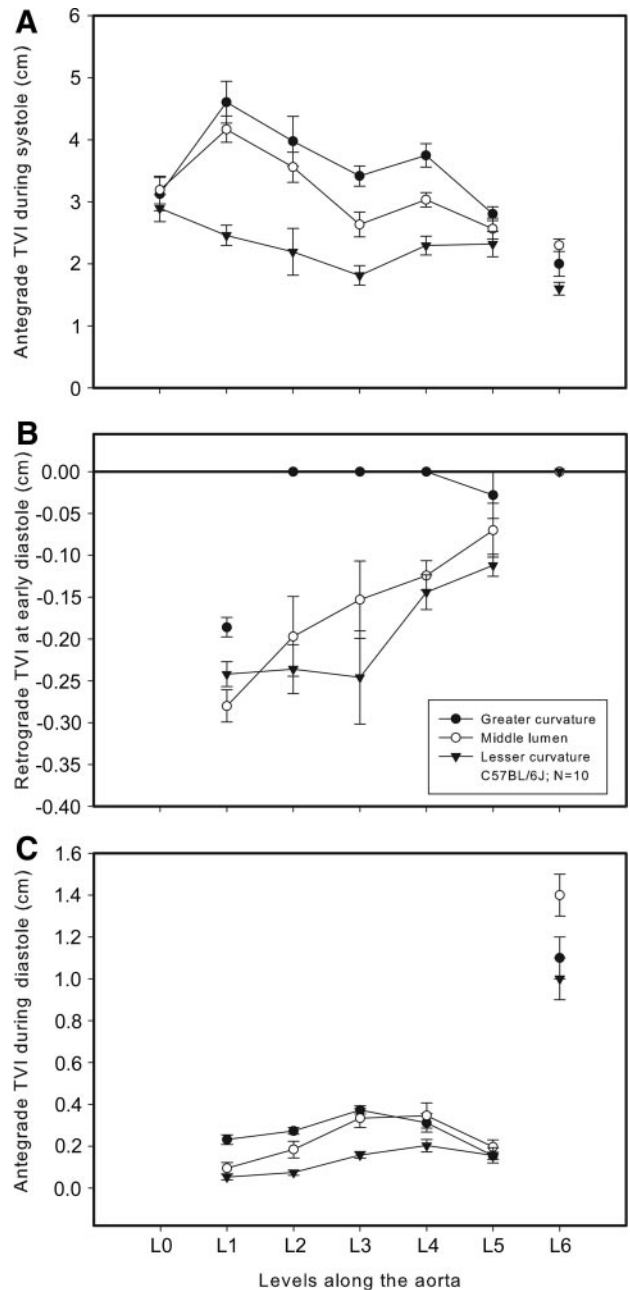 A
Antegrade TVI during systole (cm)
6
5
4
3
2
1
0
B
Retrograde TVI at early diastole (cm)
0.00
-0.05
-0.10
-0.15
-0.20
-0.25
-0.30
-0.35
-0.40
Greater curvature
Middle lumen
Lesser curvature
C57BL/6J; N=10
C
Antegrade TVI during diastole (cm)
1.6
1.4
1.2
1.0
0.8
0.6
0.4
0.2
0.0
L0 L1 L2 L3 L4 L5 L6
Levels along the aorta